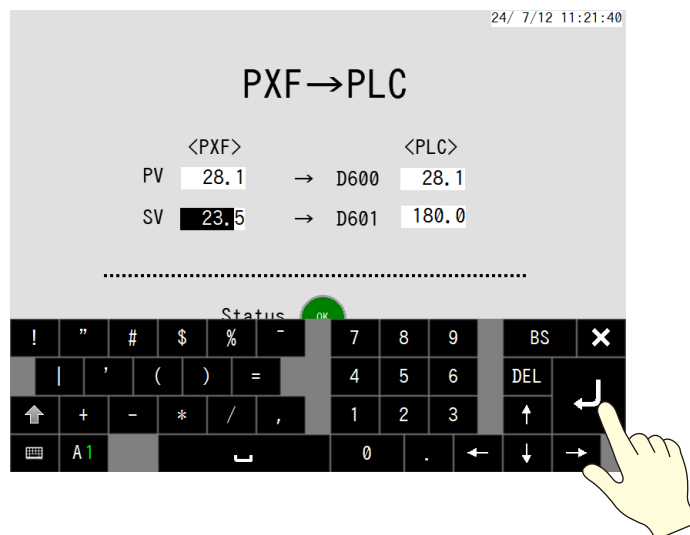 24/ 7/12 11:21:40
PXF→PLC
<PXF> <PLC>
PV 28.1 → D600 28.1
SV 23.5 → D601 180.0
Status OK
! ” # $ % ‾ 7 8 9 BS ×
| ’ ( ) = 4 5 6 DEL
+ - * / , 1 2 3 ↑
A1 0 . ← ↓ →